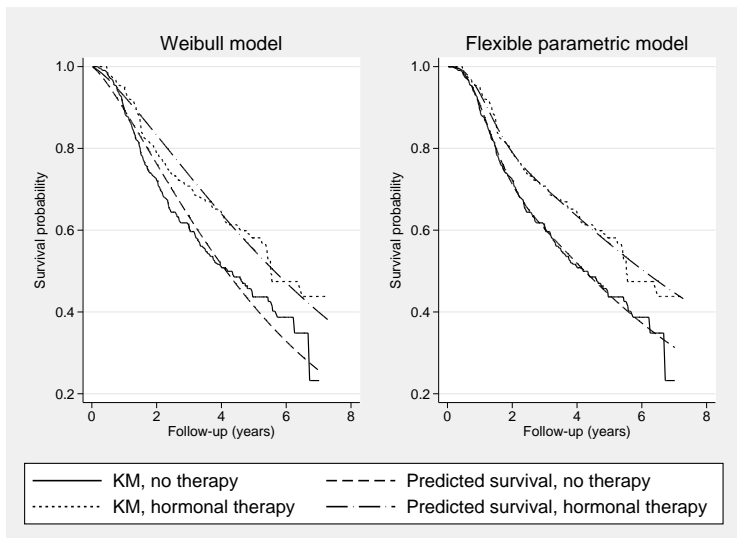 Weibull model
Survival probability
1.0
0.8
0.6
0.4
0.2
0 2 4 6 8
Follow-up (years)
Flexible parametric model
Survival probability
1.0
0.8
0.6
0.4
0.2
0 2 4 6 8
Follow-up (years)
KM, no therapy
Predicted survival, no therapy
KM, hormonal therapy
Predicted survival, hormonal therapy